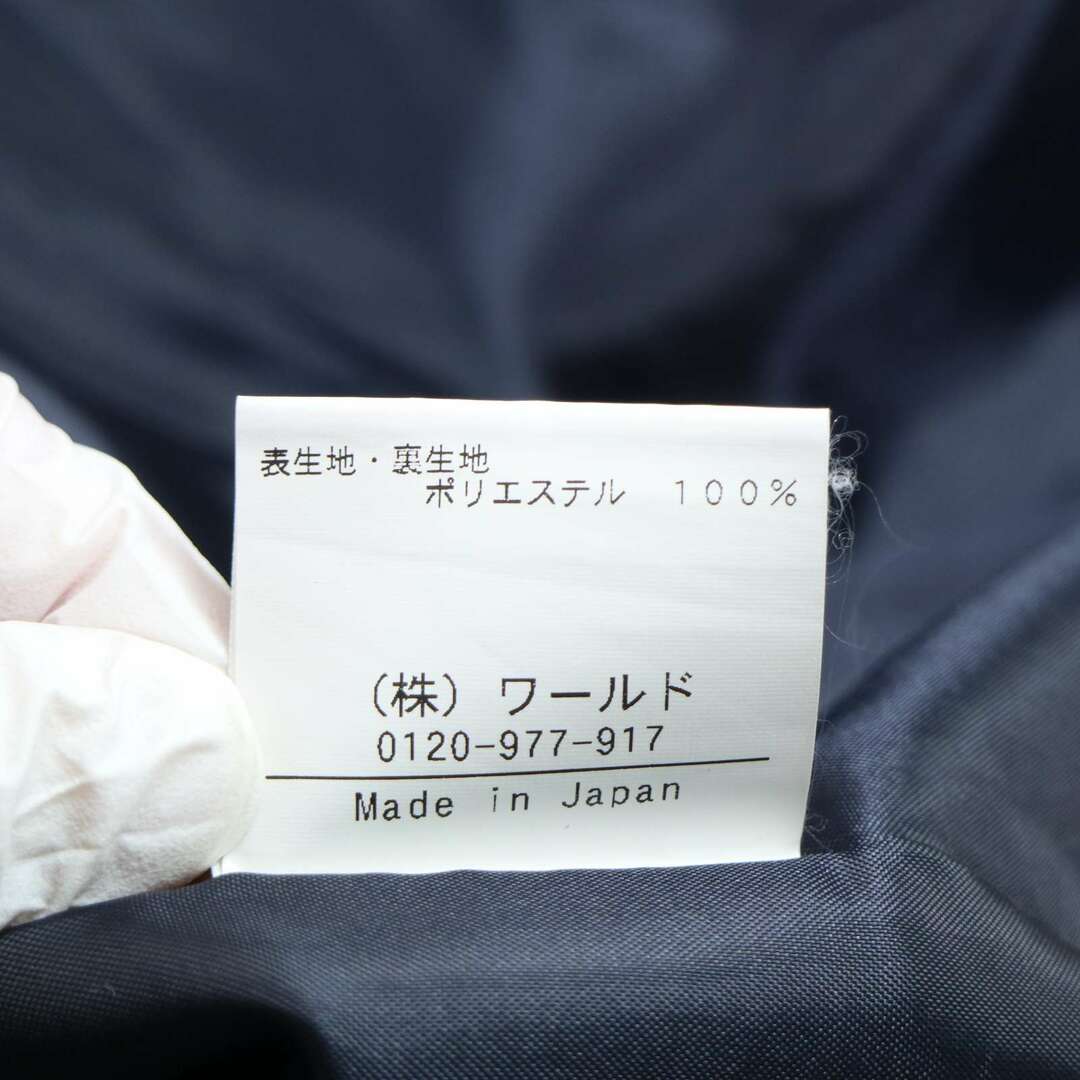 表生地・裏生地
ポリエステル　100%
（株）ワールド
0120-977-917
Made in Japan